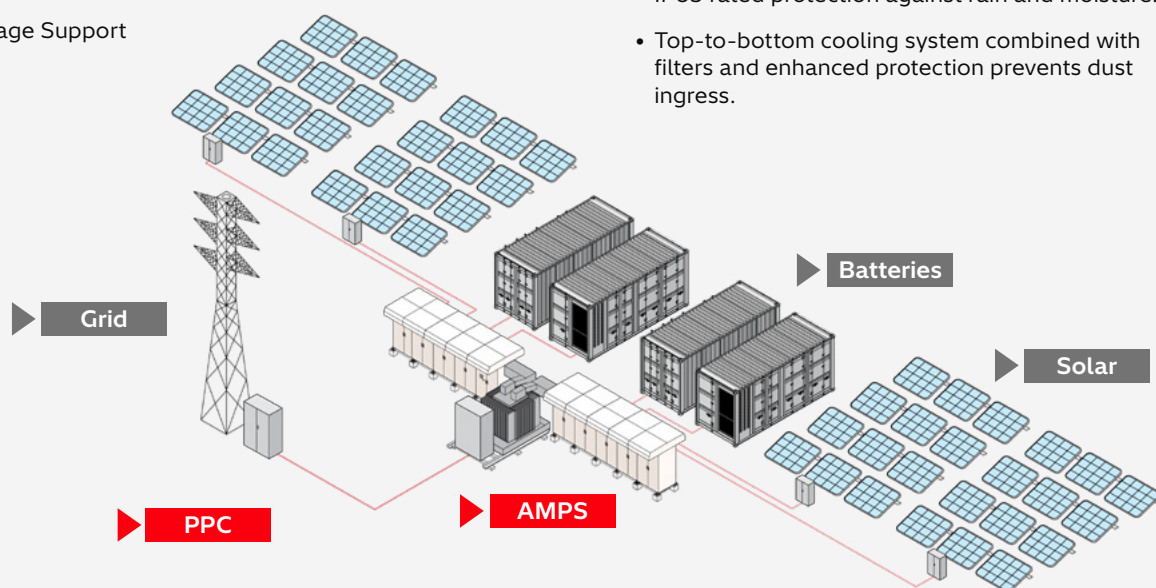 age Support
• Top-to-bottom cooling system combined with
filters and enhanced protection prevents dust
ingress.
Batteries
Grid
Solar
AMPS
PPC